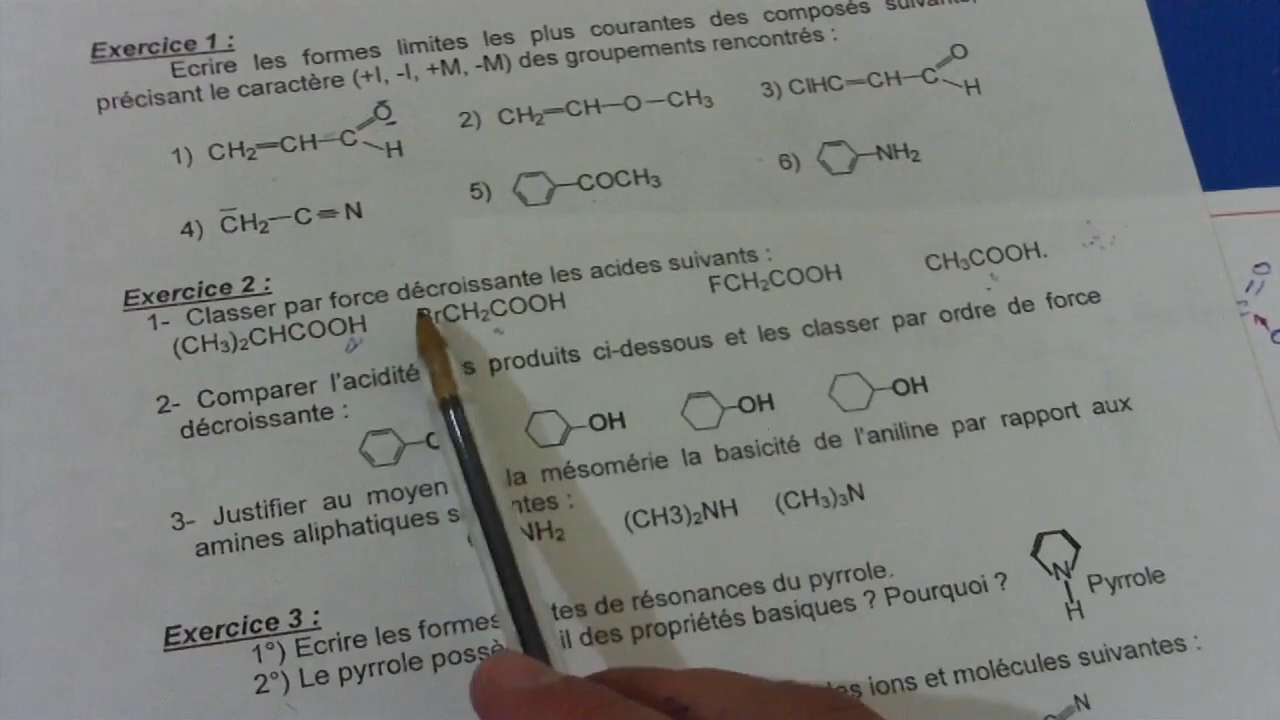 Exercice 1 :
Ecrire les formes limites les plus courantes des composés
précisant le caractère (+I, -I, +M, -M) des groupements rencontrés :
1) CH2=CH-C O H 2) CH2=CH-O-CH3 3) ClHC=CH-C O H
4) CH2-C≡N 5) -COCH3 6) -NH2
Exercice 2 :
1- Classer par force décroissante les acides suivants :
(CH3)2CHCOOH BrCH2COOH FCH2COOH CH3COOH.
2- Comparer l'acidité produits ci-dessous et les classer par ordre de force
décroissante :
-OH -OH -OH
3- Justifier au moyen la mésomérie la basicité de l'aniline par rapport aux
amines aliphatiques
NH2 (CH3)2NH (CH3)3N
Exercice 3 :
1°) Ecrire les formes de résonances du pyrrole.
2°) Le pyrrole il des propriétés basiques ? Pourquoi ?
N H Pyrrole
ions et molécules suivantes :
N